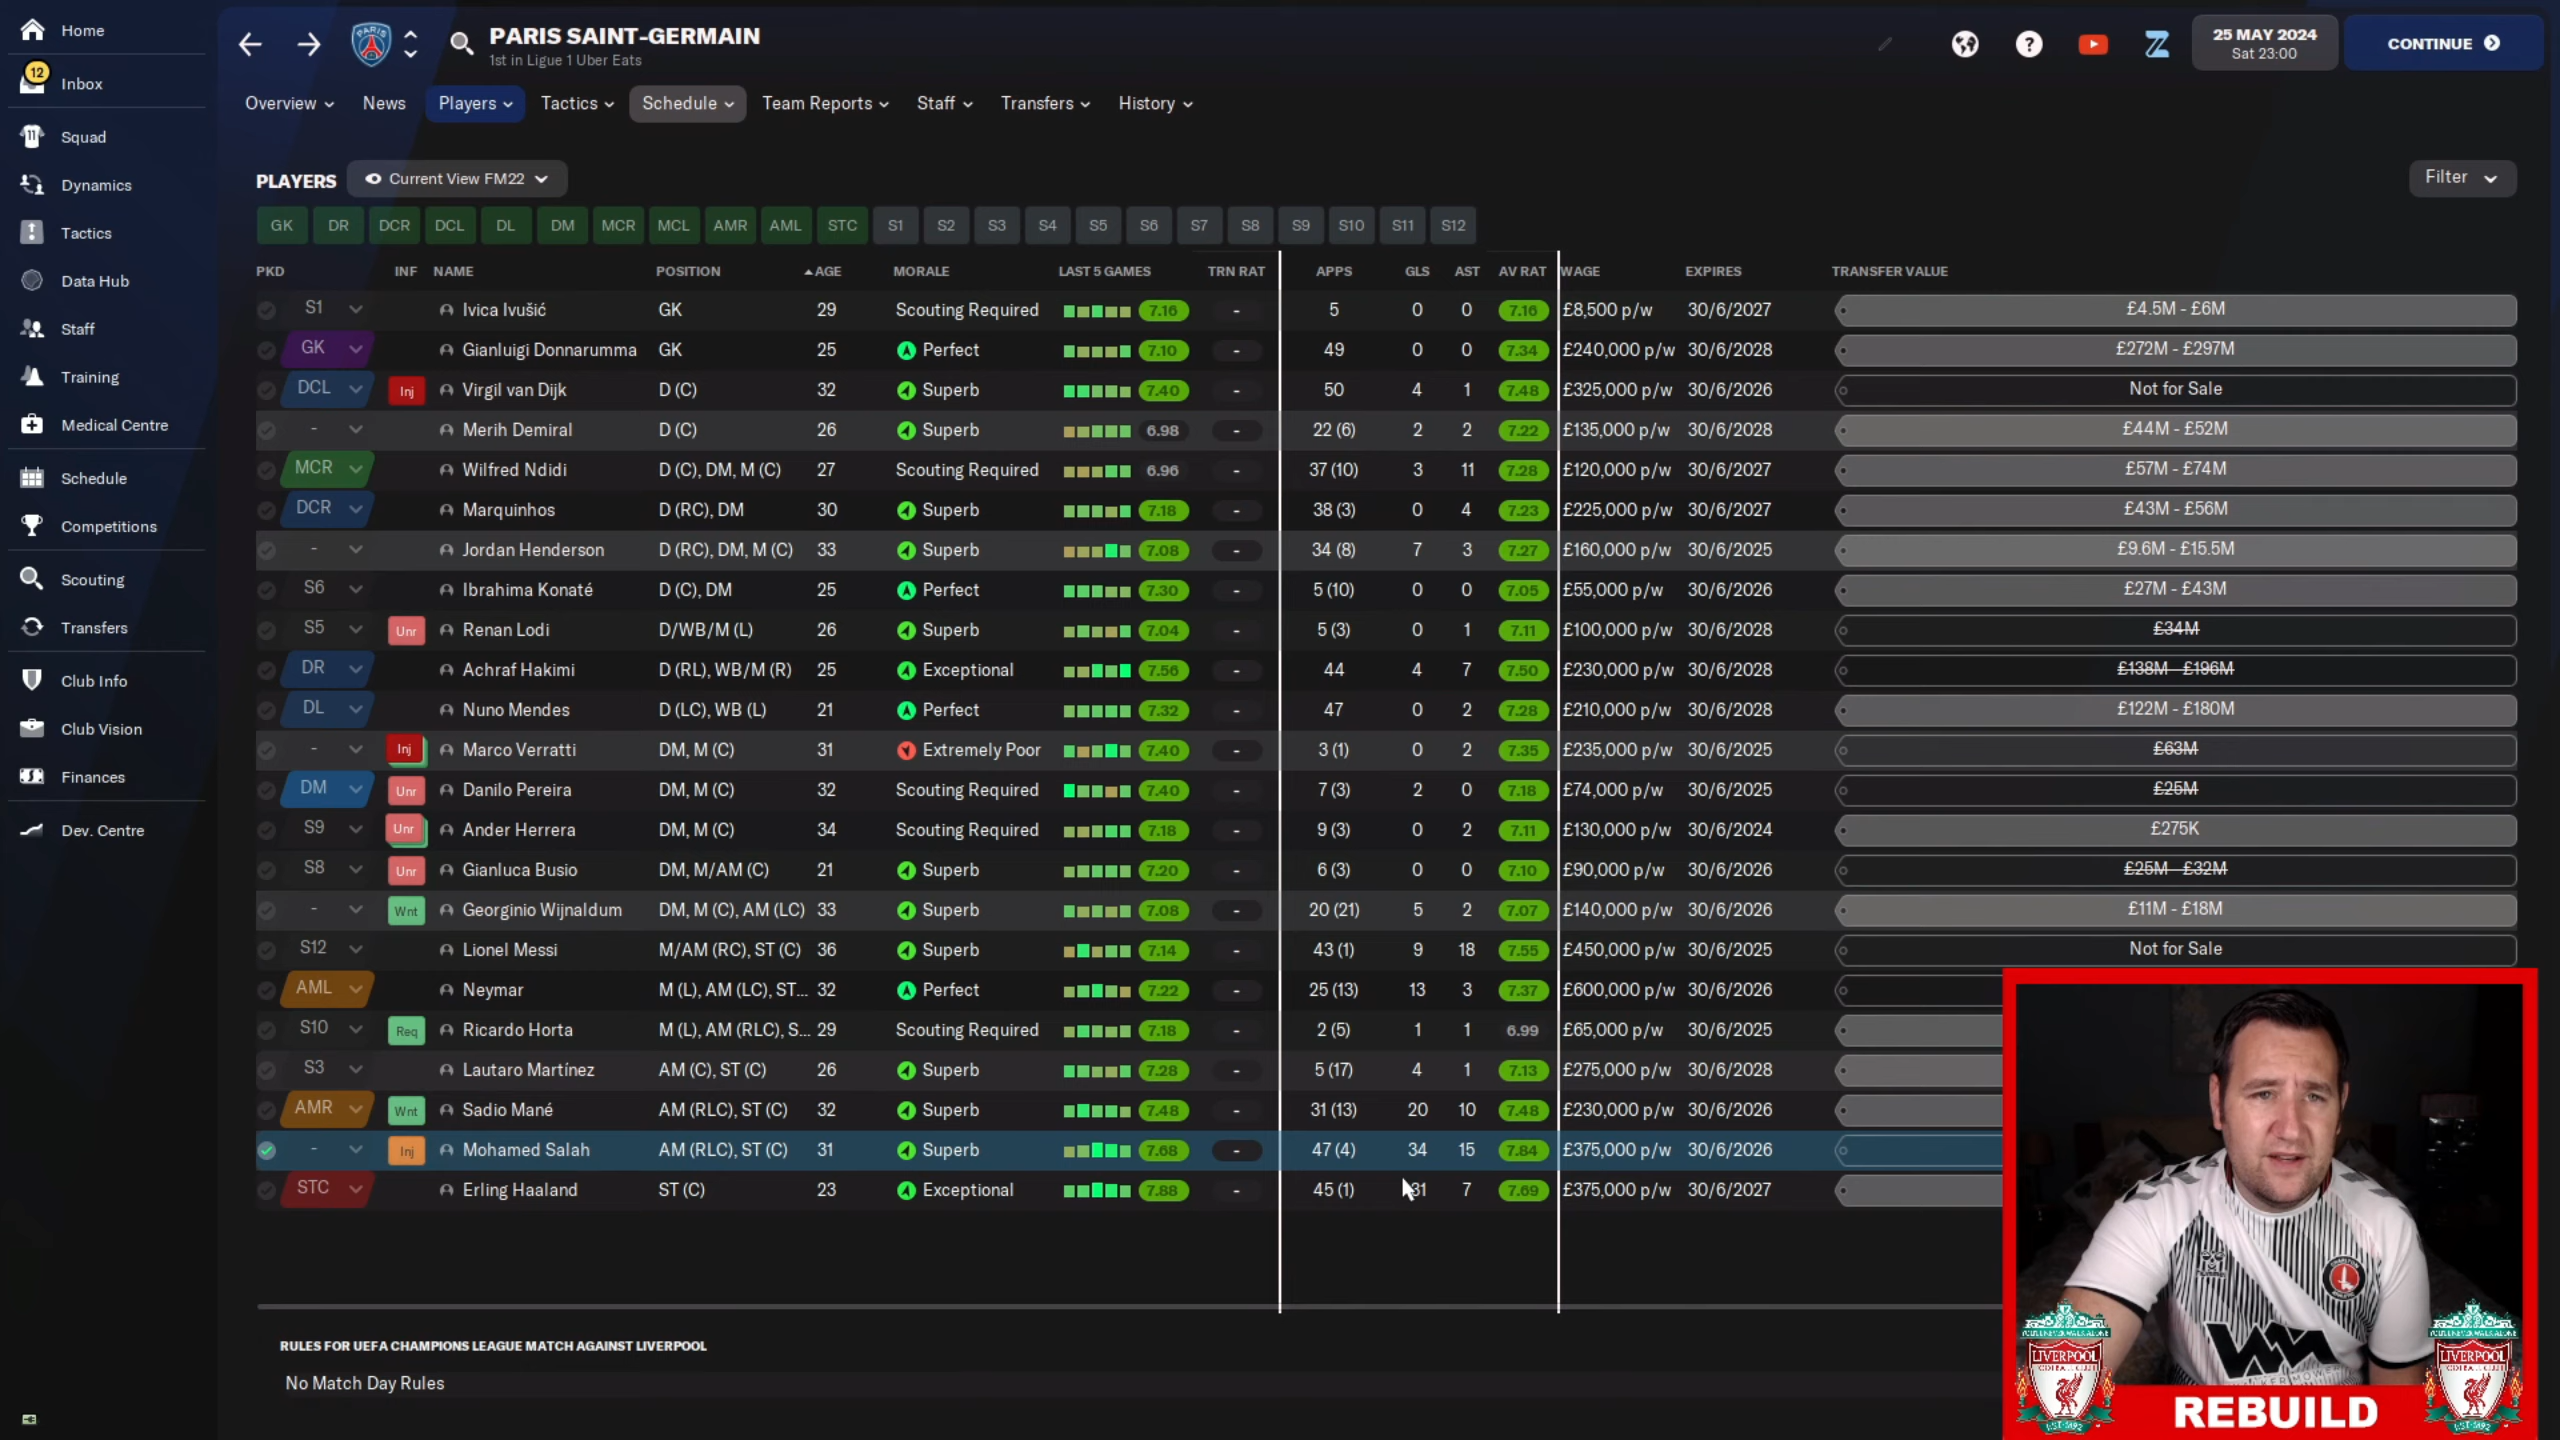 Home
12
Inbox
Squad
Dynamics
Tactics
Data Hub
Staff
Training
Medical Centre
Schedule
Competitions
Scouting
Transfers
Club Info
Club Vision
Finances
Dev. Centre
PARIS SAINT-GERMAIN
1st in Ligue 1 Uber Eats
25 MAY 2024
Sat 23:00
CONTINUE
Overview News Players Tactics Schedule Team Reports Staff Transfers History
PLAYERS Current View FM22 Filter
GK DR DCR DCL DL DM MCR MCL AMR AML STC S1 S2 S3 S4 S5 S6 S7 S8 S9 S10 S11 S12
PKD INF NAME POSITION AGE MORALE LAST 5 GAMES TRN RAT APPS GLS AST AV RAT WAGE EXPIRES TRANSFER VALUE
S1 Ivica Ivušić GK 29 Scouting Required 7.16 - 5 0 0 7.16 £8,500 p/w 30/6/2027 £4.5M - £6M
GK Gianluigi Donnarumma GK 25 Perfect 7.10 - 49 0 0 7.34 £240,000 p/w 30/6/2028 £272M - £297M
DCL Inj Virgil van Dijk D (C) 32 Superb 7.40 - 50 4 1 7.48 £325,000 p/w 30/6/2026 Not for Sale
- Merih Demiral D (C) 26 Superb 6.98 - 22 (6) 2 2 7.22 £135,000 p/w 30/6/2028 £44M - £52M
MCR Wilfred Ndidi D (C), DM, M (C) 27 Scouting Required 6.96 - 37 (10) 3 11 7.28 £120,000 p/w 30/6/2027 £57M - £74M
DCR Marquinhos D (RC), DM 30 Superb 7.18 - 38 (3) 0 4 7.23 £225,000 p/w 30/6/2027 £43M - £56M
- Jordan Henderson D (RC), DM, M (C) 33 Superb 7.08 - 34 (8) 7 3 7.27 £160,000 p/w 30/6/2025 £9.6M - £15.5M
S6 Ibrahima Konaté D (C), DM 25 Perfect 7.30 - 5 (10) 0 0 7.05 £55,000 p/w 30/6/2026 £27M - £43M
S5 Unr Renan Lodi D/WB/M (L) 26 Superb 7.04 - 5 (3) 0 1 7.11 £100,000 p/w 30/6/2028 £34M
DR Achraf Hakimi D (RL), WB/M (R) 25 Exceptional 7.56 - 44 4 7 7.50 £230,000 p/w 30/6/2028 £138M - £196M
DL Nuno Mendes D (LC), WB (L) 21 Perfect 7.32 - 47 0 2 7.28 £210,000 p/w 30/6/2028 £122M - £180M
- Inj Marco Verratti DM, M (C) 31 Extremely Poor 7.40 - 3 (1) 0 2 7.35 £235,000 p/w 30/6/2025 £63M
DM Unr Danilo Pereira DM, M (C) 32 Scouting Required 7.40 - 7 (3) 2 0 7.18 £74,000 p/w 30/6/2025 £25M
S9 Unr Ander Herrera DM, M (C) 34 Scouting Required 7.18 - 9 (3) 0 2 7.11 £130,000 p/w 30/6/2024 £275K
S8 Unr Gianluca Busio DM, M/AM (C) 21 Superb 7.20 - 6 (3) 0 0 7.10 £90,000 p/w 30/6/2026 £25M - £32M
- Wnt Georginio Wijnaldum DM, M (C), AM (LC) 33 Superb 7.08 - 20 (21) 5 2 7.07 £140,000 p/w 30/6/2026 £11M - £18M
S12 Lionel Messi M/AM (RC), ST (C) 36 Superb 7.14 - 43 (1) 9 18 7.55 £450,000 p/w 30/6/2025 Not for Sale
AML Neymar M (L), AM (LC), ST... 32 Perfect 7.22 - 25 (13) 13 3 7.37 £600,000 p/w 30/6/2026
S10 Req Ricardo Horta M (L), AM (RLC), S... 29 Scouting Required 7.18 - 2 (5) 1 1 6.99 £65,000 p/w 30/6/2025
S3 Lautaro Martínez AM (C), ST (C) 26 Superb 7.28 - 5 (17) 4 1 7.13 £275,000 p/w 30/6/2028
AMR Wnt Sadio Mané AM (RLC), ST (C) 32 Superb 7.48 - 31 (13) 20 10 7.48 £230,000 p/w 30/6/2026
- Inj Mohamed Salah AM (RLC), ST (C) 31 Superb 7.68 - 47 (4) 34 15 7.84 £375,000 p/w 30/6/2026
STC Erling Haaland ST (C) 23 Exceptional 7.88 - 45 (1) 31 7 7.69 £375,000 p/w 30/6/2027
RULES FOR UEFA CHAMPIONS LEAGUE MATCH AGAINST LIVERPOOL
No Match Day Rules
LIVERPOOL
LIVERPOOL
REBUILD